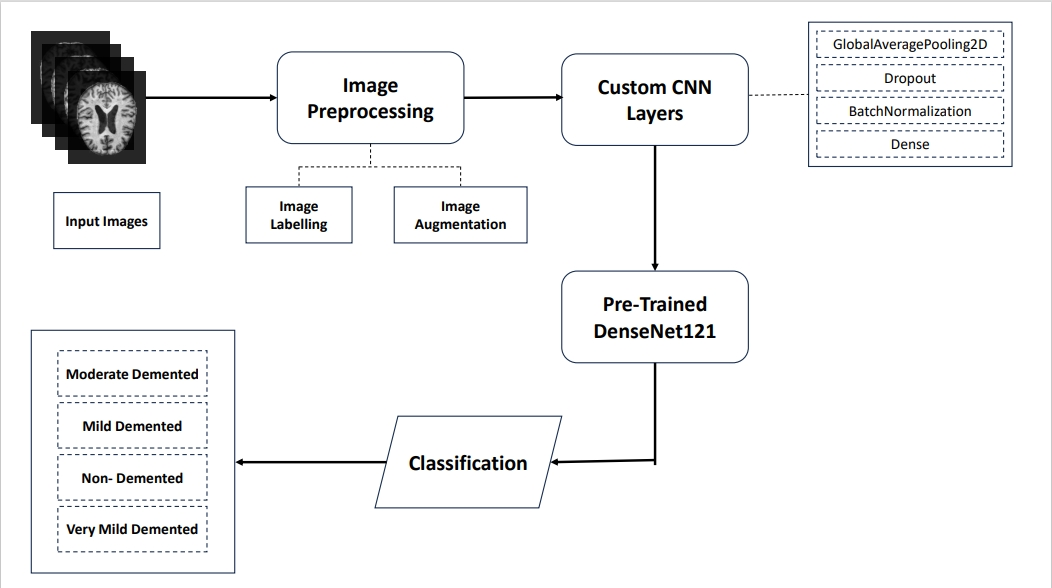 Image
Preprocessing
Custom CNN
Layers
GlobalAveragePooling2D
Dropout
BatchNormalization
Dense
Input Images
Image
Labelling
Image
Augmentation
Pre-Trained
DenseNet121
Classification
Moderate Demented
Mild Demented
Non- Demented
Very Mild Demented